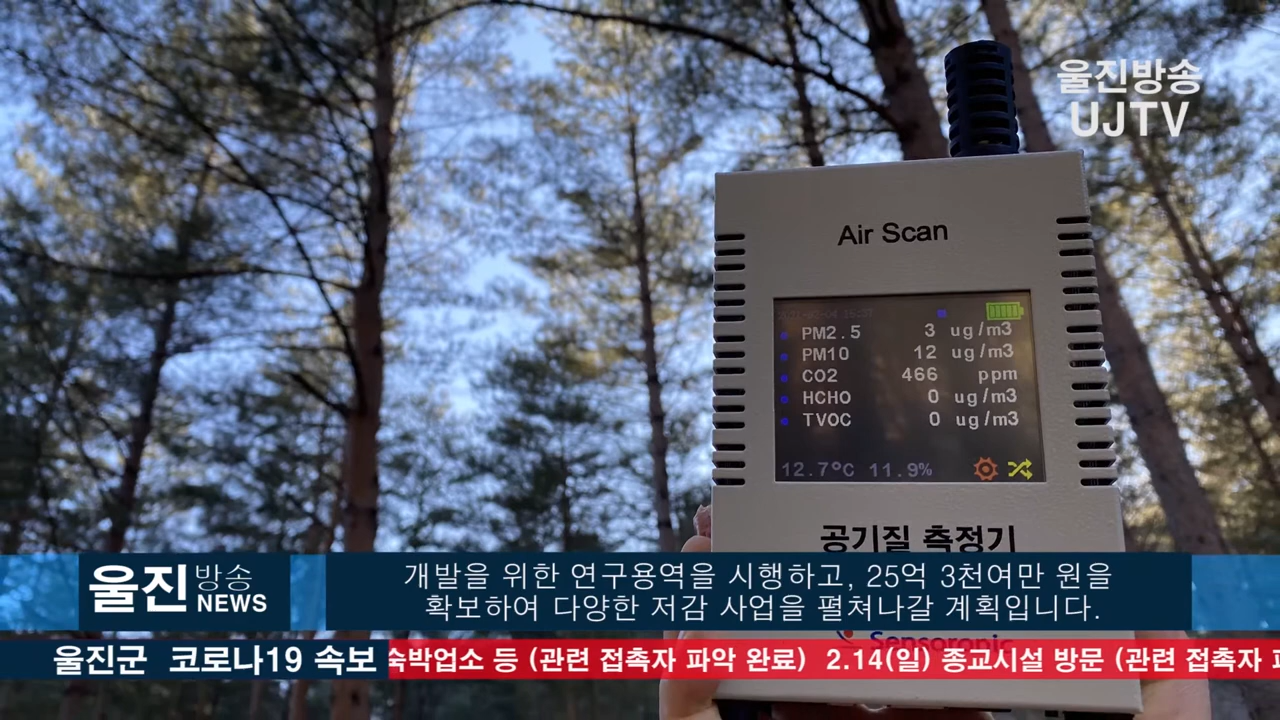 울진방송
UJTV
Air Scan
PM2.5 3 ug/m3
PM10 12 ug/m3
CO2 466 ppm
HCHO 0 ug/m3
TVOC 0 ug/m3
12.7°C 11.9%
공기질 측정기
개발을 위한 연구용역을 시행하고, 25억 3천여만 원을
확보하여 다양한 저감 사업을 펼쳐나갈 계획입니다.
울진방송 NEWS
Sensoronic
울진군 코로나19 속보
숙박업소 등 (관련 접촉자 파악 완료) 2.14(일) 종교시설 방문 (관련 접촉자